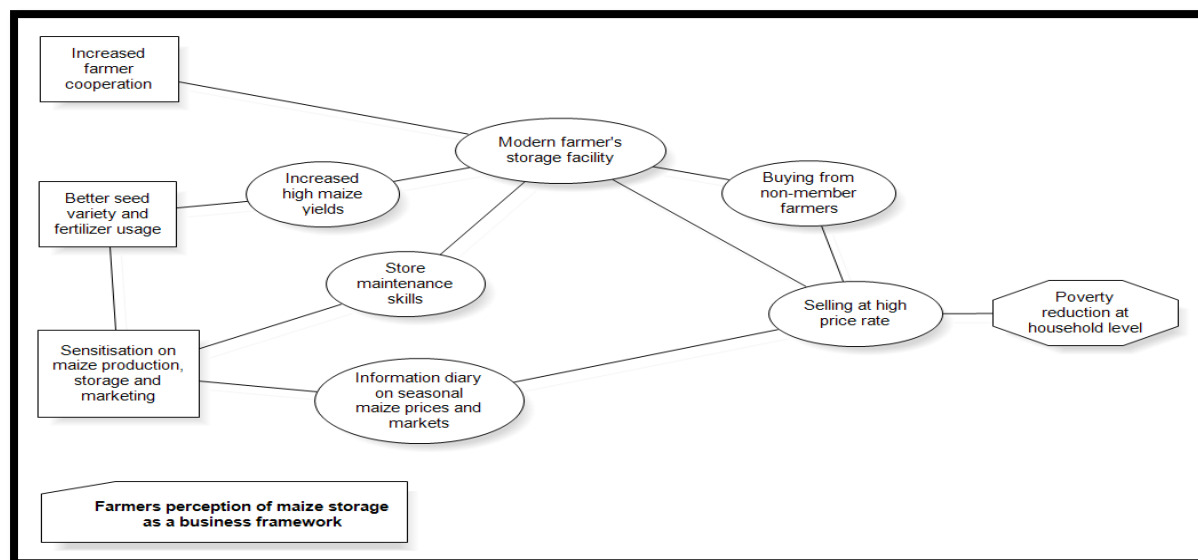 Increased
farmer
cooperation
Modern farmer's
storage facility
Increased
high maize
yields
Buying from
non-member
farmers
Better seed
variety and
fertilizer usage
Store
maintenance
skills
Selling at high
price rate
Poverty
reduction at
household level
Sensitisation on
maize production,
storage and
marketing
Information diary
on seasonal
maize prices and
markets
Farmers perception of maize storage
as a business framework